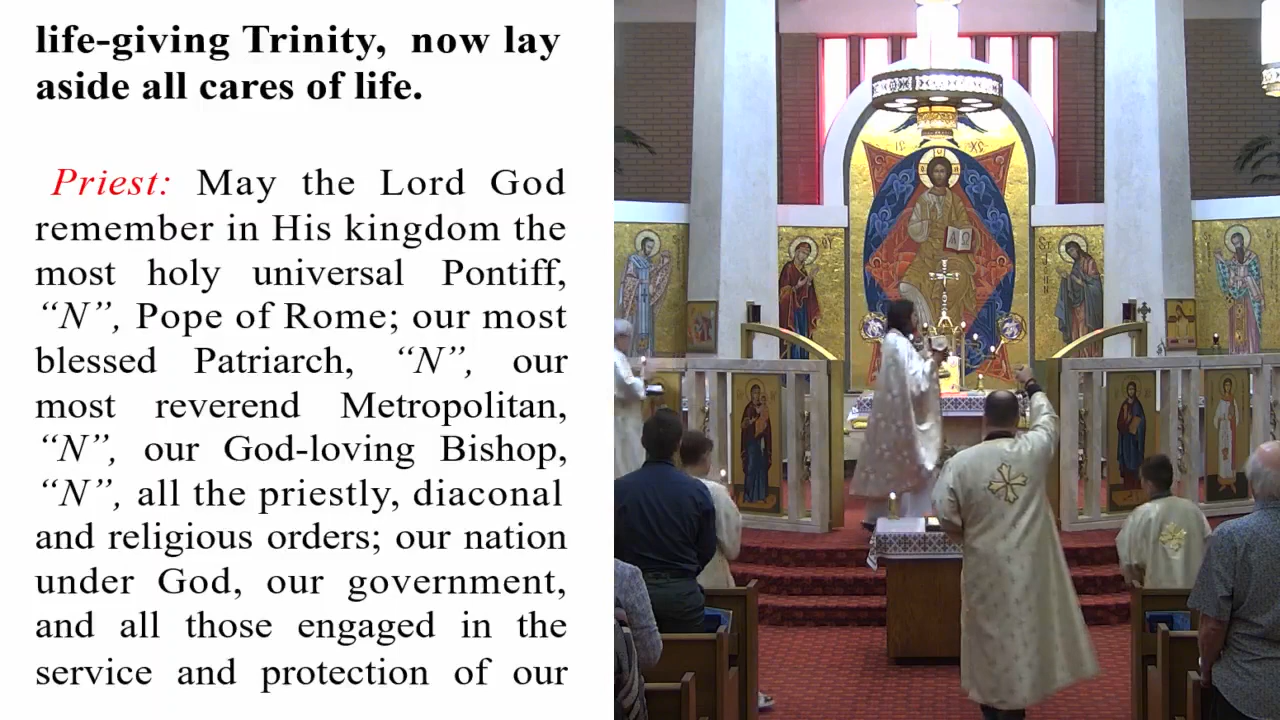 life-giving Trinity, now lay
aside all cares of life.
Priest: May the Lord God
remember in His kingdom the
most holy universal Pontiff,
“N”, Pope of Rome; our most
blessed Patriarch, “N”, our
most reverend Metropolitan,
“N”, our God-loving Bishop,
“N”, all the priestly, diaconal
and religious orders; our nation
under God, our government,
and all those engaged in the
service and protection of our
IC XC
Α Ω